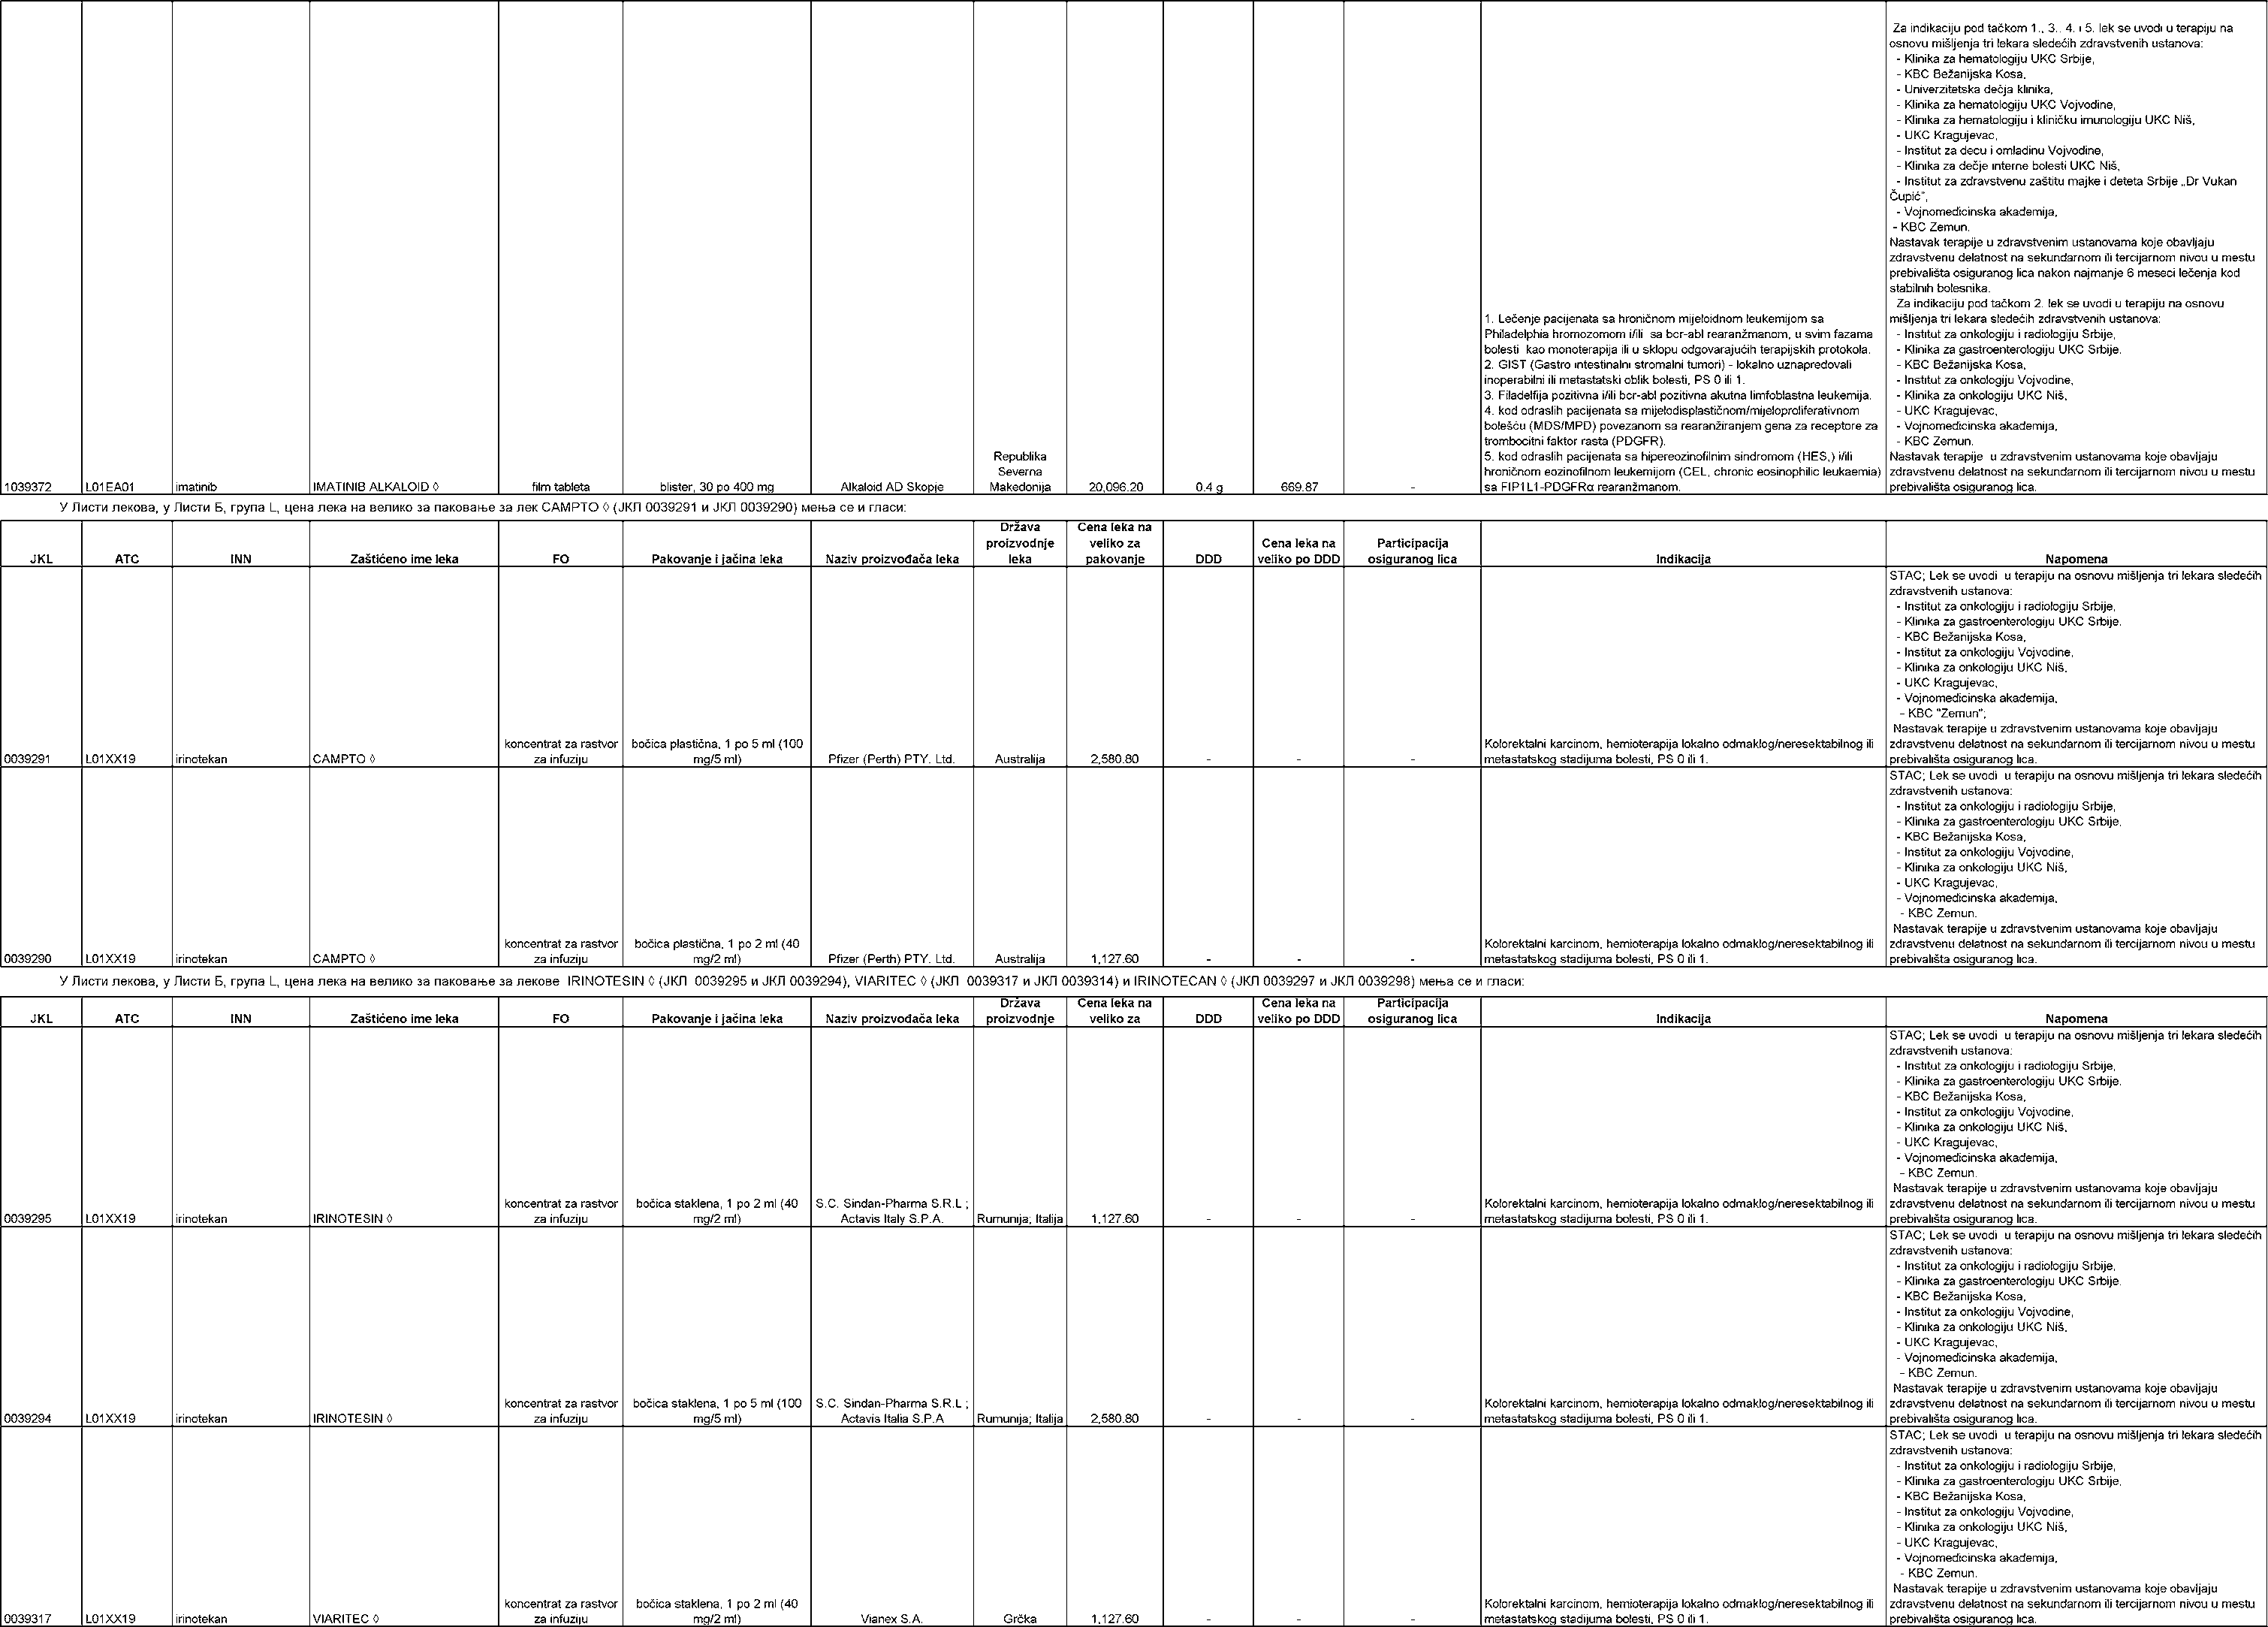 Za indikaciju pod tačkom 1., 3., 4. i 5. lek se uvodi u terapiju na
osnovu mišljenja tri lekara sledećih zdravstvenih ustanova:
- Klinika za hematologiju UKC Srbije,
- KBC Bežanijska Kosa,
- Univerzitetska dečja klinika,
- Klinika za hematologiju UKC Vojvodine,
- Klinika za hematologiju i kliničku imunologiju UKC Niš,
- UKC Kragujevac,
- Institut za decu i omladinu Vojvodine,
- Klinika za dečje interne bolesti UKC Niš,
- Institut za zdravstvenu zaštitu majke i deteta Srbije „Dr Vukan
Čupić",
- Vojnomedicinska akademija,
- KBC Zemun.
Nastavak terapije u zdravstvenim ustanovama koje obavljaju
zdravstvenu delatnost na sekundarnom ili tercijarnom nivou u mestu
prebivališta osiguranog lica nakon najmanje 6 meseci lečenja kod
stabilnih bolesnika.
Za indikaciju pod tačkom 2. lek se uvodi u terapiju na osnovu
mišljenja tri lekara sledećih zdravstvenih ustanova:
- Institut za onkologiju i radiologiju Srbije,
- Klinika za gastroenterologiju UKC Srbije,
- KBC Bežanijska Kosa,
- Institut za onkologiju Vojvodine,
- Klinika za onkologiju UKC Niš,
- UKC Kragujevac,
- Vojnomedicinska akademija,
- KBC Zemun.
Nastavak terapije  u zdravstvenim ustanovama koje obavljaju
zdravstvenu delatnost na sekundarnom ili tercijarnom nivou u mestu
prebivališta osiguranog lica.
1. Lečenje pacijenata sa hroničnom mijeloidnom leukemijom sa
Philadelphia hromozomom i/ili  sa bcr-abl rearanžmanom, u svim fazama
bolesti  kao monoterapija ili u sklopu odgovarajućih terapijskih protokola.
2. GIST (Gastro intestinalni stromalni tumori) - lokalno uznapredovali
inoperabilni ili metastatski oblik bolesti, PS 0 ili 1.
3. Filadelfija pozitivna i/ili bcr-abl pozitivna akutna limfoblastna leukemija.
4. kod odraslih pacijenata sa mijelodisplastičnom/mijeloproliferativnom
bolešću (MDS/MPD) povezanom sa rearanžiranjem gena za receptore za
trombocitni faktor rasta (PDGFR).
5. kod odraslih pacijenata sa hipereozinofilnim sindromom (HES,) i/ili
hroničnom eozinofilnom leukemijom (CEL, chronic eosinophilic leukaemia)
sa FIP1L1-PDGFRα rearanžmanom.
1039372 L01EA01 imatinib IMATINIB ALKALOID ◊ film tableta blister, 30 po 400 mg Alkaloid AD Skopje Republika Severna Makedonija 20,096.20 0.4 g 669.87 -
У Листи лекова, у Листи Б, група L, цена лека на велико за паковање за лек CAMPTO ◊ (ЈКЛ 0039291 и ЈКЛ 0039290) мења се и гласи:
JKL ATC INN Zaštićeno ime leka FO Pakovanje i jačina leka Naziv proizvođača leka Država proizvodnje leka Cena leka na veliko za pakovanje DDD Cena leka na veliko po DDD Participacija osiguranog lica Indikacija Napomena
STAC; Lek se uvodi  u terapiju na osnovu mišljenja tri lekara sledećih
zdravstvenih ustanova:
- Institut za onkologiju i radiologiju Srbije,
- Klinika za gastroenterologiju UKC Srbije,
- KBC Bežanijska Kosa,
- Institut za onkologiju Vojvodine,
- Klinika za onkologiju UKC Niš,
- UKC Kragujevac,
- Vojnomedicinska akademija,
- KBC "Zemun";
Nastavak terapije u zdravstvenim ustanovama koje obavljaju
zdravstvenu delatnost na sekundarnom ili tercijarnom nivou u mestu
prebivališta osiguranog lica.
0039291 L01XX19 irinotekan CAMPTO ◊ koncentrat za rastvor za infuziju bočica plastična, 1 po 5 ml (100 mg/5 ml) Pfizer (Perth) PTY. Ltd. Australija 2,580.80 - - -
Kolorektalni karcinom, hemioterapija lokalno odmaklog/neresektabilnog ili
metastatskog stadijuma bolesti, PS 0 ili 1.
STAC; Lek se uvodi  u terapiju na osnovu mišljenja tri lekara sledećih
zdravstvenih ustanova:
- Institut za onkologiju i radiologiju Srbije,
- Klinika za gastroenterologiju UKC Srbije,
- KBC Bežanijska Kosa,
- Institut za onkologiju Vojvodine,
- Klinika za onkologiju UKC Niš,
- UKC Kragujevac,
- Vojnomedicinska akademija,
- KBC Zemun.
Nastavak terapije u zdravstvenim ustanovama koje obavljaju
zdravstvenu delatnost na sekundarnom ili tercijarnom nivou u mestu
prebivališta osiguranog lica.
0039290 L01XX19 irinotekan CAMPTO ◊ koncentrat za rastvor za infuziju bočica plastična, 1 po 2 ml (40 mg/2 ml) Pfizer (Perth) PTY. Ltd. Australija 1,127.60 - - -
Kolorektalni karcinom, hemioterapija lokalno odmaklog/neresektabilnog ili
metastatskog stadijuma bolesti, PS 0 ili 1.
У Листи лекова, у Листи Б, група L, цена лека на велико за паковање за лекове  IRINOTESIN ◊ (ЈКЛ  0039295 и ЈКЛ 0039294), VIARITEC ◊ (ЈКЛ  0039317 и ЈКЛ 0039314) и IRINOTECAN ◊ (ЈКЛ 0039297 и ЈКЛ 0039298) мења се и гласи:
JKL ATC INN Zaštićeno ime leka FO Pakovanje i jačina leka Naziv proizvođača leka Država proizvodnje Cena leka na veliko za DDD Cena leka na veliko po DDD Participacija osiguranog lica Indikacija Napomena
STAC; Lek se uvodi  u terapiju na osnovu mišljenja tri lekara sledećih
zdravstvenih ustanova:
- Institut za onkologiju i radiologiju Srbije,
- Klinika za gastroenterologiju UKC Srbije,
- KBC Bežanijska Kosa,
- Institut za onkologiju Vojvodine,
- Klinika za onkologiju UKC Niš,
- UKC Kragujevac,
- Vojnomedicinska akademija,
- KBC Zemun.
Nastavak terapije u zdravstvenim ustanovama koje obavljaju
zdravstvenu delatnost na sekundarnom ili tercijarnom nivou u mestu
prebivališta osiguranog lica.
0039295 L01XX19 irinotekan IRINOTESIN ◊ koncentrat za rastvor za infuziju bočica staklena, 1 po 2 ml (40 mg/2 ml) S.C. Sindan-Pharma S.R.L ; Actavis Italy S.P.A. Rumunija; Italija 1,127.60 - - -
Kolorektalni karcinom, hemioterapija lokalno odmaklog/neresektabilnog ili
metastatskog stadijuma bolesti, PS 0 ili 1.
STAC; Lek se uvodi  u terapiju na osnovu mišljenja tri lekara sledećih
zdravstvenih ustanova:
- Institut za onkologiju i radiologiju Srbije,
- Klinika za gastroenterologiju UKC Srbije,
- KBC Bežanijska Kosa,
- Institut za onkologiju Vojvodine,
- Klinika za onkologiju UKC Niš,
- UKC Kragujevac,
- Vojnomedicinska akademija,
- KBC Zemun.
Nastavak terapije u zdravstvenim ustanovama koje obavljaju
zdravstvenu delatnost na sekundarnom ili tercijarnom nivou u mestu
prebivališta osiguranog lica.
0039294 L01XX19 irinotekan IRINOTESIN ◊ koncentrat za rastvor za infuziju bočica staklena, 1 po 5 ml (100 mg/5 ml) S.C. Sindan-Pharma S.R.L ; Actavis Italia S.P.A Rumunija; Italija 2,580.80 - - -
Kolorektalni karcinom, hemioterapija lokalno odmaklog/neresektabilnog ili
metastatskog stadijuma bolesti, PS 0 ili 1.
STAC; Lek se uvodi  u terapiju na osnovu mišljenja tri lekara sledećih
zdravstvenih ustanova:
- Institut za onkologiju i radiologiju Srbije,
- Klinika za gastroenterologiju UKC Srbije,
- KBC Bežanijska Kosa,
- Institut za onkologiju Vojvodine,
- Klinika za onkologiju UKC Niš,
- UKC Kragujevac,
- Vojnomedicinska akademija,
- KBC Zemun.
Nastavak terapije u zdravstvenim ustanovama koje obavljaju
zdravstvenu delatnost na sekundarnom ili tercijarnom nivou u mestu
prebivališta osiguranog lica.
0039317 L01XX19 irinotekan VIARITEC ◊ koncentrat za rastvor za infuziju bočica staklena, 1 po 2 ml (40 mg/2 ml) Vianex S.A. Grčka 1,127.60 - - -
Kolorektalni karcinom, hemioterapija lokalno odmaklog/neresektabilnog ili
metastatskog stadijuma bolesti, PS 0 ili 1.